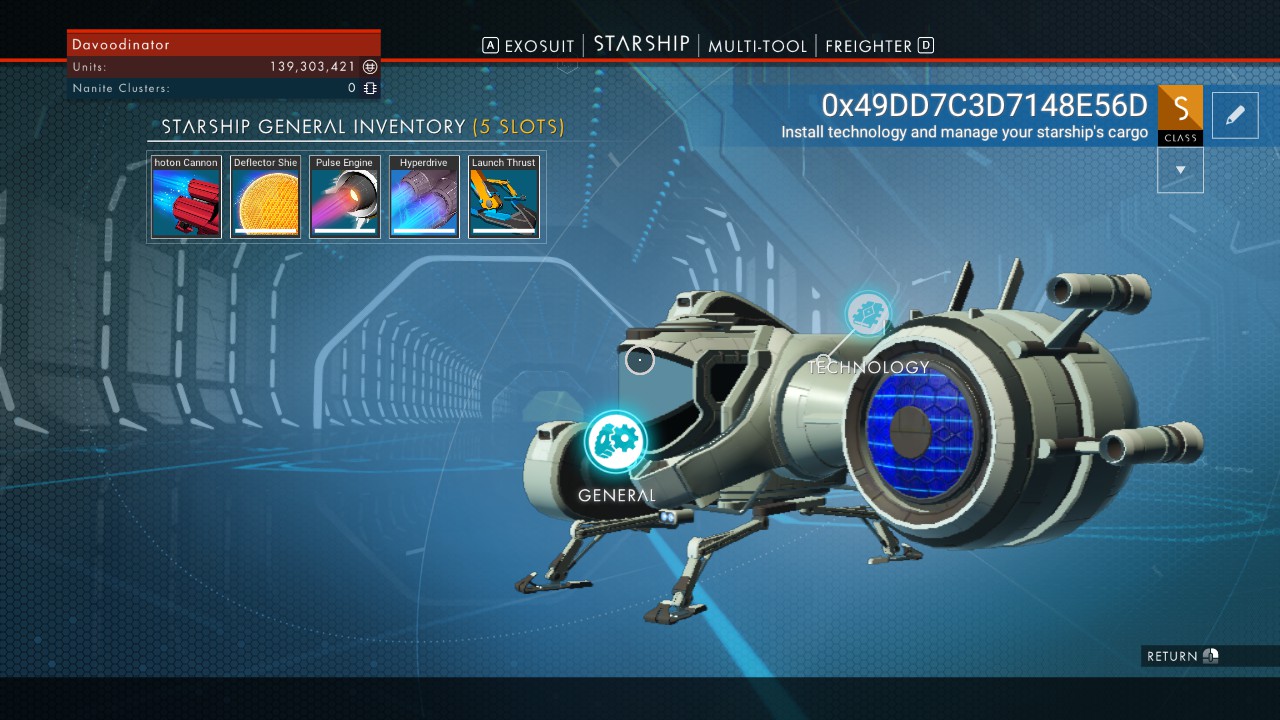 Davoodinator
Units: 139,303,421
Nanite Clusters: 0
A EXOSUIT STARSHIP MULTI-TOOL FREIGHTER D
0x49DD7C3D7148E56D
Install technology and manage your starship's cargo
S
CLASS
STARSHIP GENERAL INVENTORY (5 SLOTS)
hoton Cannon Deflector Shie Pulse Engine Hyperdrive Launch Thrust
TECHNOLOGY
GENERAL
RETURN